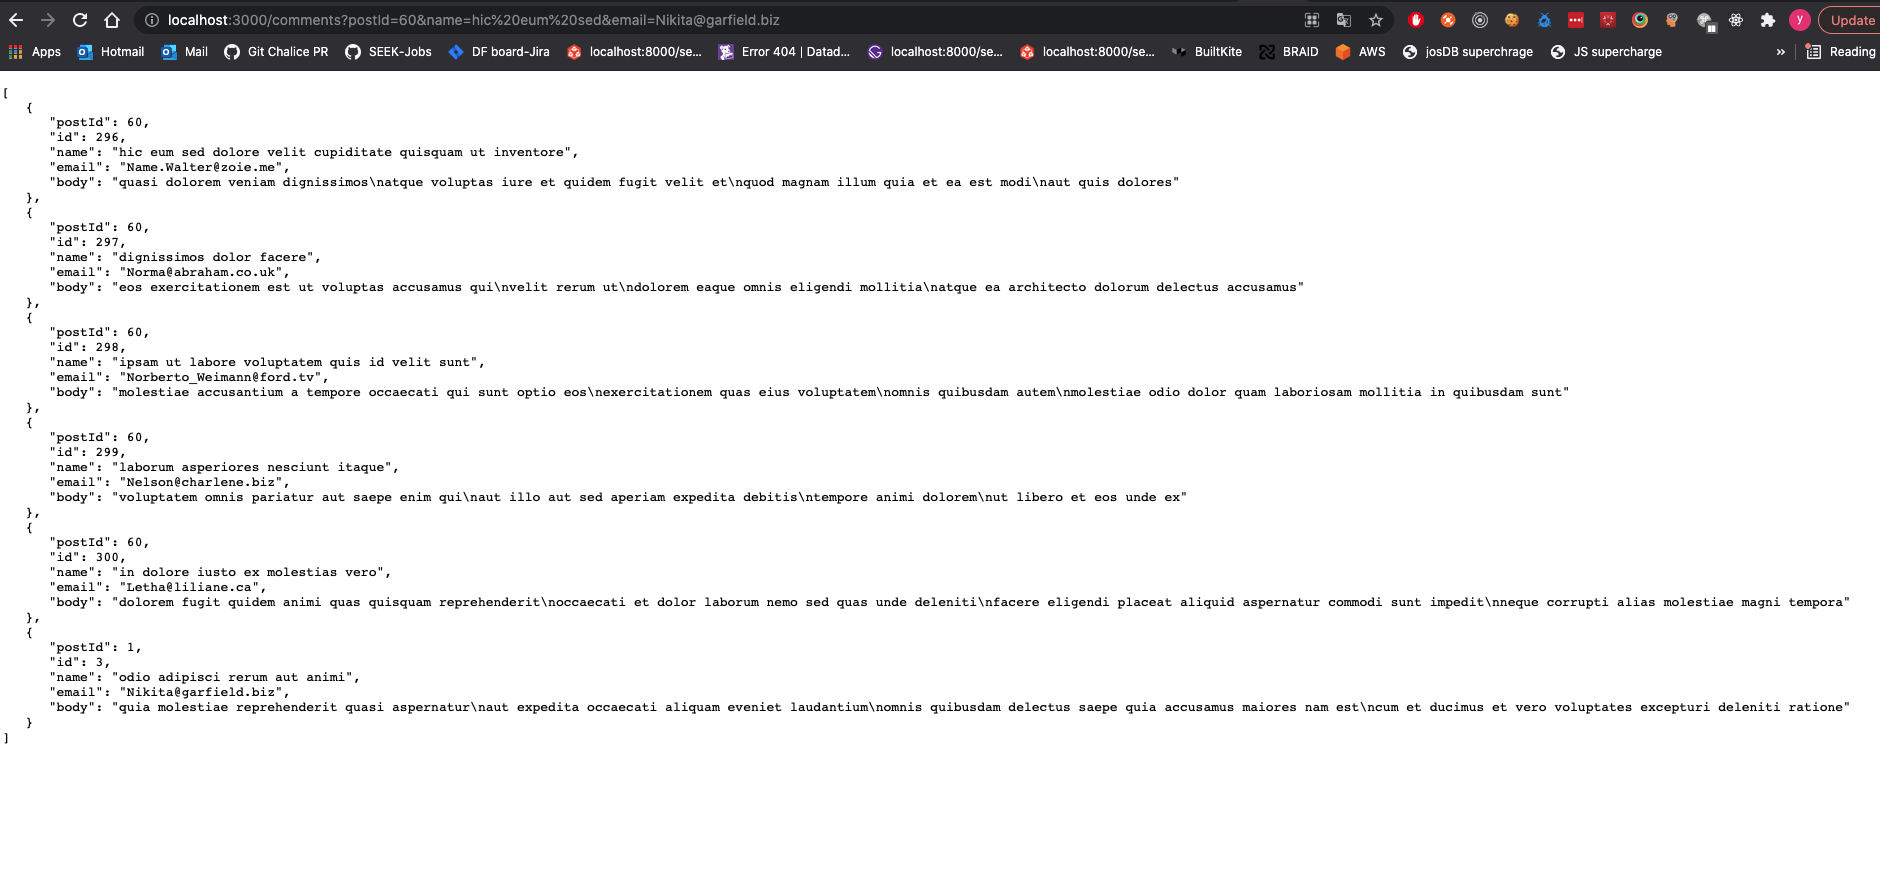 localhost:3000/comments?postId=60&name=hic%20eum%20sed&email=Nikita@garfield.biz y Update
Apps Hotmail Mail Git Chalice PR SEEK-Jobs DF board-Jira localhost:8000/se... Error 404 | Datad... localhost:8000/se... localhost:8000/se... BuiltKite BRAID AWS josDB superchrage JS supercharge » Reading
[
{
"postId": 60,
"id": 296,
"name": "hic eum sed dolore velit cupiditate quisquam ut inventore",
"email": "Name.Walter@zoie.me",
"body": "quasi dolorem veniam dignissimos\natque voluptas iure et quidem fugit velit et\nquod magnam illum quia et ea est modi\naut quis dolores"
},
{
"postId": 60,
"id": 297,
"name": "dignissimos dolor facere",
"email": "Norma@abraham.co.uk",
"body": "eos exercitationem est ut voluptas accusamus qui\nvelit rerum ut\ndolorem eaque omnis eligendi mollitia\natque ea architecto dolorum delectus accusamus"
},
{
"postId": 60,
"id": 298,
"name": "ipsam ut labore voluptatem quis id velit sunt",
"email": "Norberto_Weimann@ford.tv",
"body": "molestiae accusantium a tempore occaecati qui sunt optio eos\nexercitationem quas eius voluptatem\nomnis quibusdam autem\nmolestiae odio dolor quam laboriosam mollitia in quibusdam sunt"
},
{
"postId": 60,
"id": 299,
"name": "laborum asperiores nesciunt itaque",
"email": "Nelson@charlene.biz",
"body": "voluptatem omnis pariatur aut saepe enim qui\naut illo aut sed aperiam expedita debitis\ntempore animi dolorem\nut libero et eos unde ex"
},
{
"postId": 60,
"id": 300,
"name": "in dolore iusto ex molestias vero",
"email": "Letha@liliane.ca",
"body": "dolorem fugit quidem animi quas quisquam reprehenderit\noccaecati et dolor laborum nemo sed quas unde deleniti\nfacere eligendi placeat aliquid aspernatur commodi sunt impedit\nneque corrupti alias molestiae magni tempora"
},
{
"postId": 1,
"id": 3,
"name": "odio adipisci rerum aut animi",
"email": "Nikita@garfield.biz",
"body": "quia molestiae reprehenderit quasi aspernatur\naut expedita occaecati aliquam eveniet laudantium\nomnis quibusdam delectus saepe quia accusamus maiores nam est\ncum et ducimus et vero voluptates excepturi deleniti ratione"
}
]